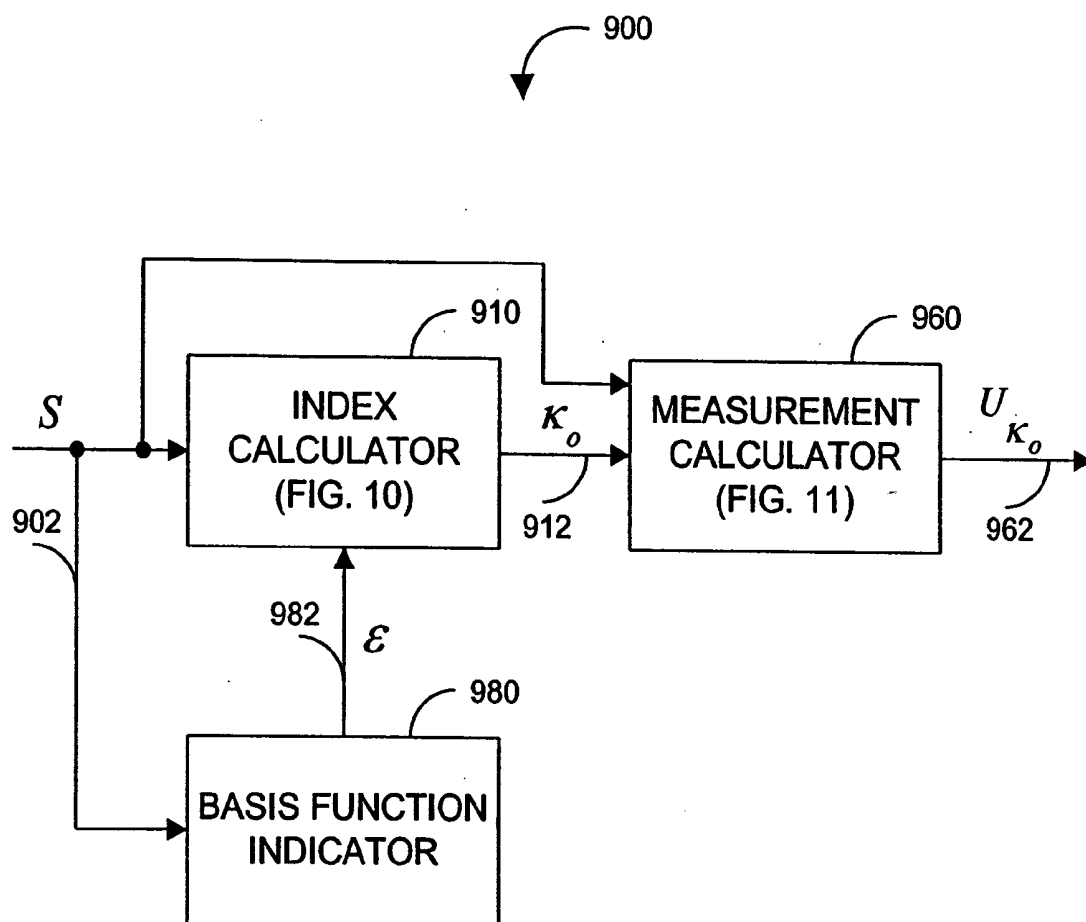 900
910
960
S
INDEX
CALCULATOR
(FIG. 10)
κo
MEASUREMENT
CALCULATOR
(FIG. 11)
Uκo
902
912
962
982
ε
980
BASIS FUNCTION
INDICATOR